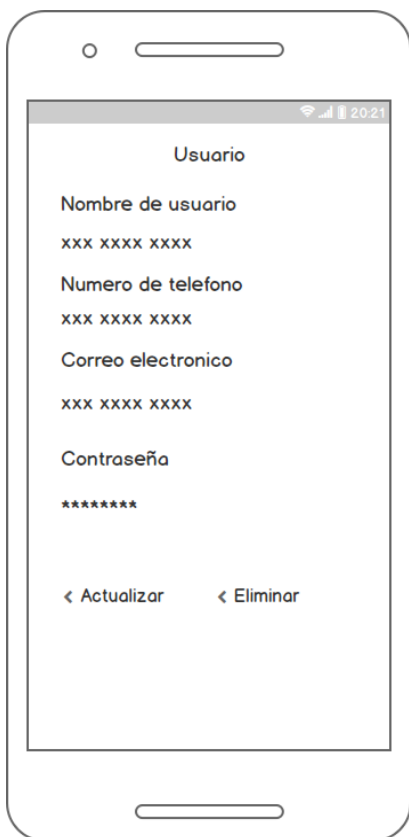 20:21
Usuario
Nombre de usuario
xxx xxxx xxxx
Numero de telefono
xxx xxxx xxxx
Correo electronico
xxx xxxx xxxx
Contraseña
********
< Actualizar < Eliminar